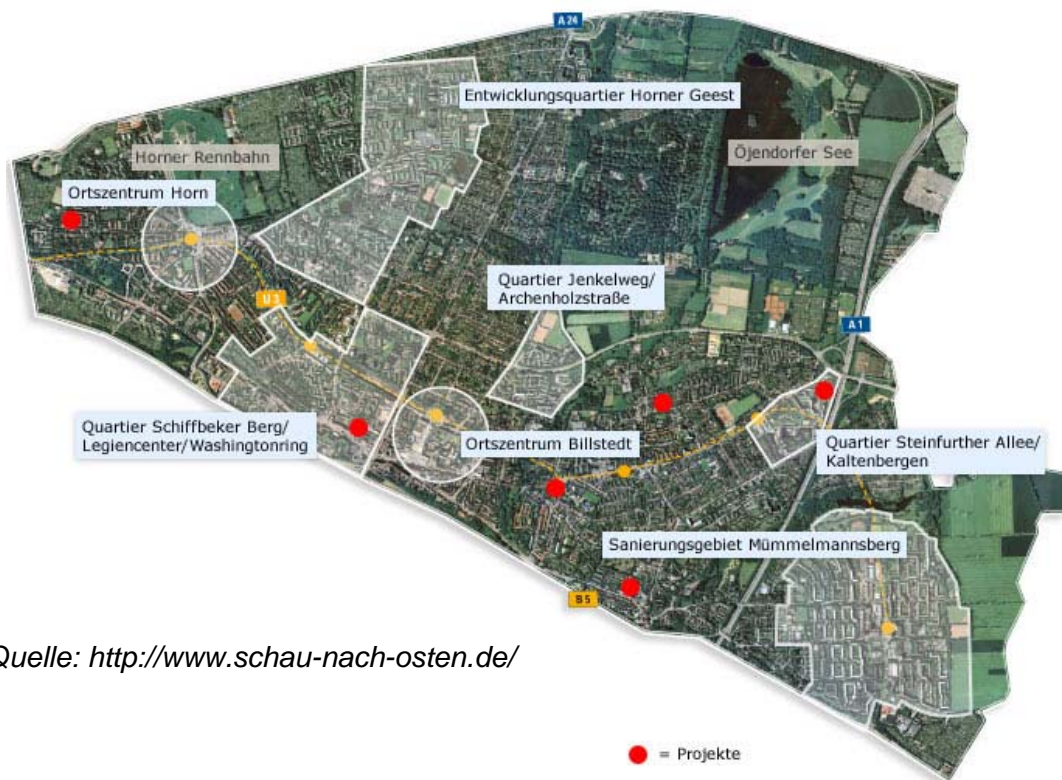 A 24
Entwicklungsquartier Horner Geest
Horner Rennbahn
Öjendorfer See
Ortszentrum Horn
Quartier Jenkelweg/
Archenholzstraße
U 3
A 1
Quartier Schiffbeker Berg/
Legiencenter/Washingtonring
Ortszentrum Billstedt
Quartier Steinfurther Allee/
Kaltenbergen
Sanierungsgebiet Mümmelmannsberg
B 5
Quelle: http://www.schau-nach-osten.de/
= Projekte